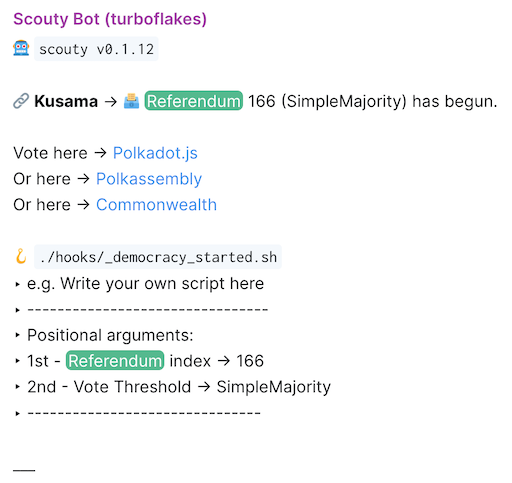 Scouty Bot (turboflakes)
🤖 scouty v0.1.12
🔗 Kusama → 🗳️ Referendum 166 (SimpleMajority) has begun.
Vote here → Polkadot.js
Or here → Polkassembly
Or here → Commonwealth
🪝 ./hooks/_democracy_started.sh
‣ e.g. Write your own script here
‣ --------------------------------
‣ Positional arguments:
‣ 1st - Referendum index → 166
‣ 2nd - Vote Threshold → SimpleMajority
‣ -------------------------------
___